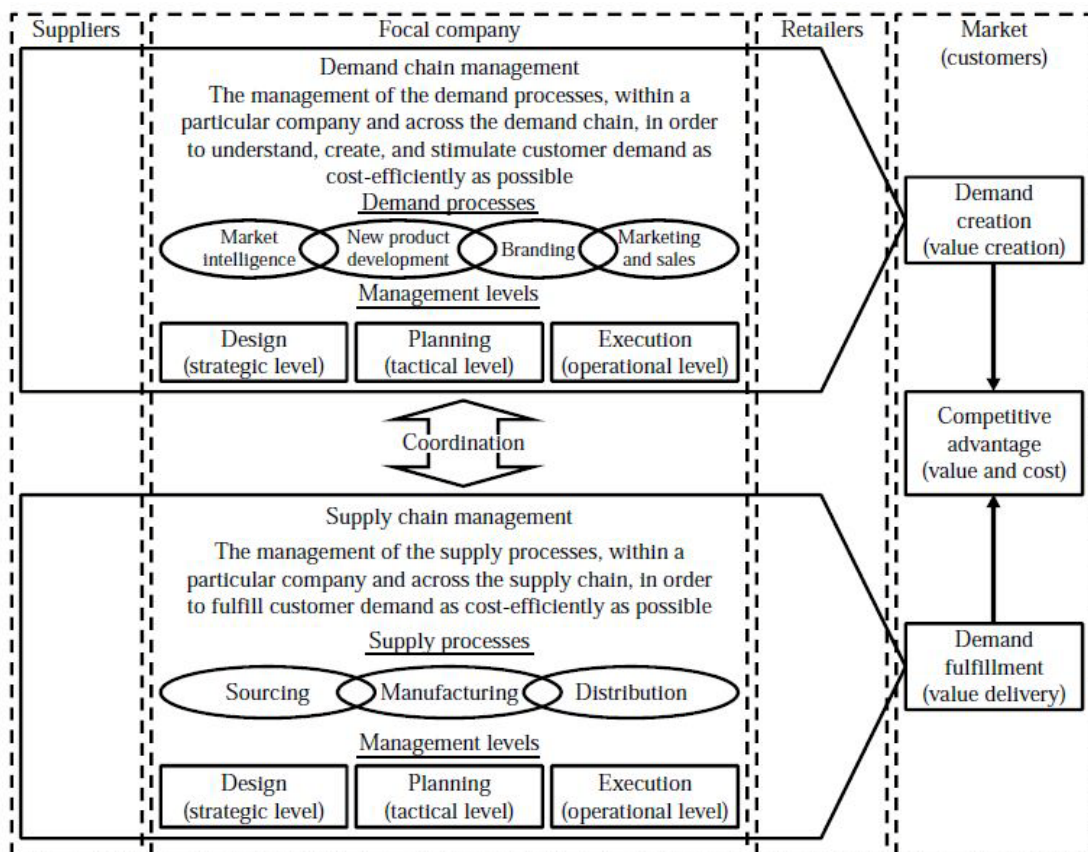 Suppliers
Focal company
Retailers
Market
(customers)
Demand chain management
The management of the demand processes, within a
particular company and across the demand chain, in order
to understand, create, and stimulate customer demand as
cost-efficiently as possible
Demand processes
Market
intelligence
New product
development
Branding
Marketing
and sales
Management levels
Design
(strategic level)
Planning
(tactical level)
Execution
(operational level)
Demand
creation
(value creation)
Coordination
Competitive
advantage
(value and cost)
Supply chain management
The management of the supply processes, within a
particular company and across the supply chain, in order
to fulfill customer demand as cost-efficiently as possible
Supply processes
Sourcing
Manufacturing
Distribution
Management levels
Design
(strategic level)
Planning
(tactical level)
Execution
(operational level)
Demand
fulfillment
(value delivery)